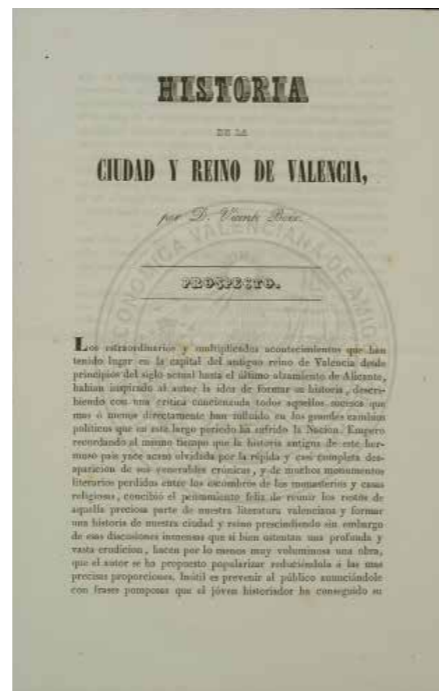 HISTORIA
DE LA
CIUDAD Y REINO DE VALENCIA,
por D. Vicente Boix.
PROSPECTO.
Los estraordinarios y multiplicados acontecimientos que han
tenido lugar en la capital del antiguo reino de Valencia desde
principios del siglo actual hasta el último alzamiento de Alicante,
habian inspirado al autor la idea de formar su historia, descri-
biendo con una crítica concienzuda todos aquellos sucesos que
mas ó menos directamente han influido en los grandes cambios
políticos que en este largo periodo ha sufrido la Nacion. Empero
recordando al mismo tiempo que la historia antigua de este her-
moso pais yace acaso olvidada por la rápida y casi completa des-
aparicion de sus venerables crónicas, y de muchos monumentos
literarios perdidos entre los escombros de los monasterios y casas
religiosas, concibió el pensamiento feliz de reunir los restos de
aquella preciosa parte de nuestra literatura valenciana y formar
una historia de nuestra ciudad y reino prescindiendo sin embargo
de esas discusiones inmensas que si bien ostentan una profunda y
vasta erudicion, hacen por lo menos muy voluminosa una obra,
que el autor se ha propuesto popularizar reduciéndola á las mas
precisas proporciones. Inútil es prevenir al público anunciándole
con frases pomposas que el jóven historiador ha conseguido su